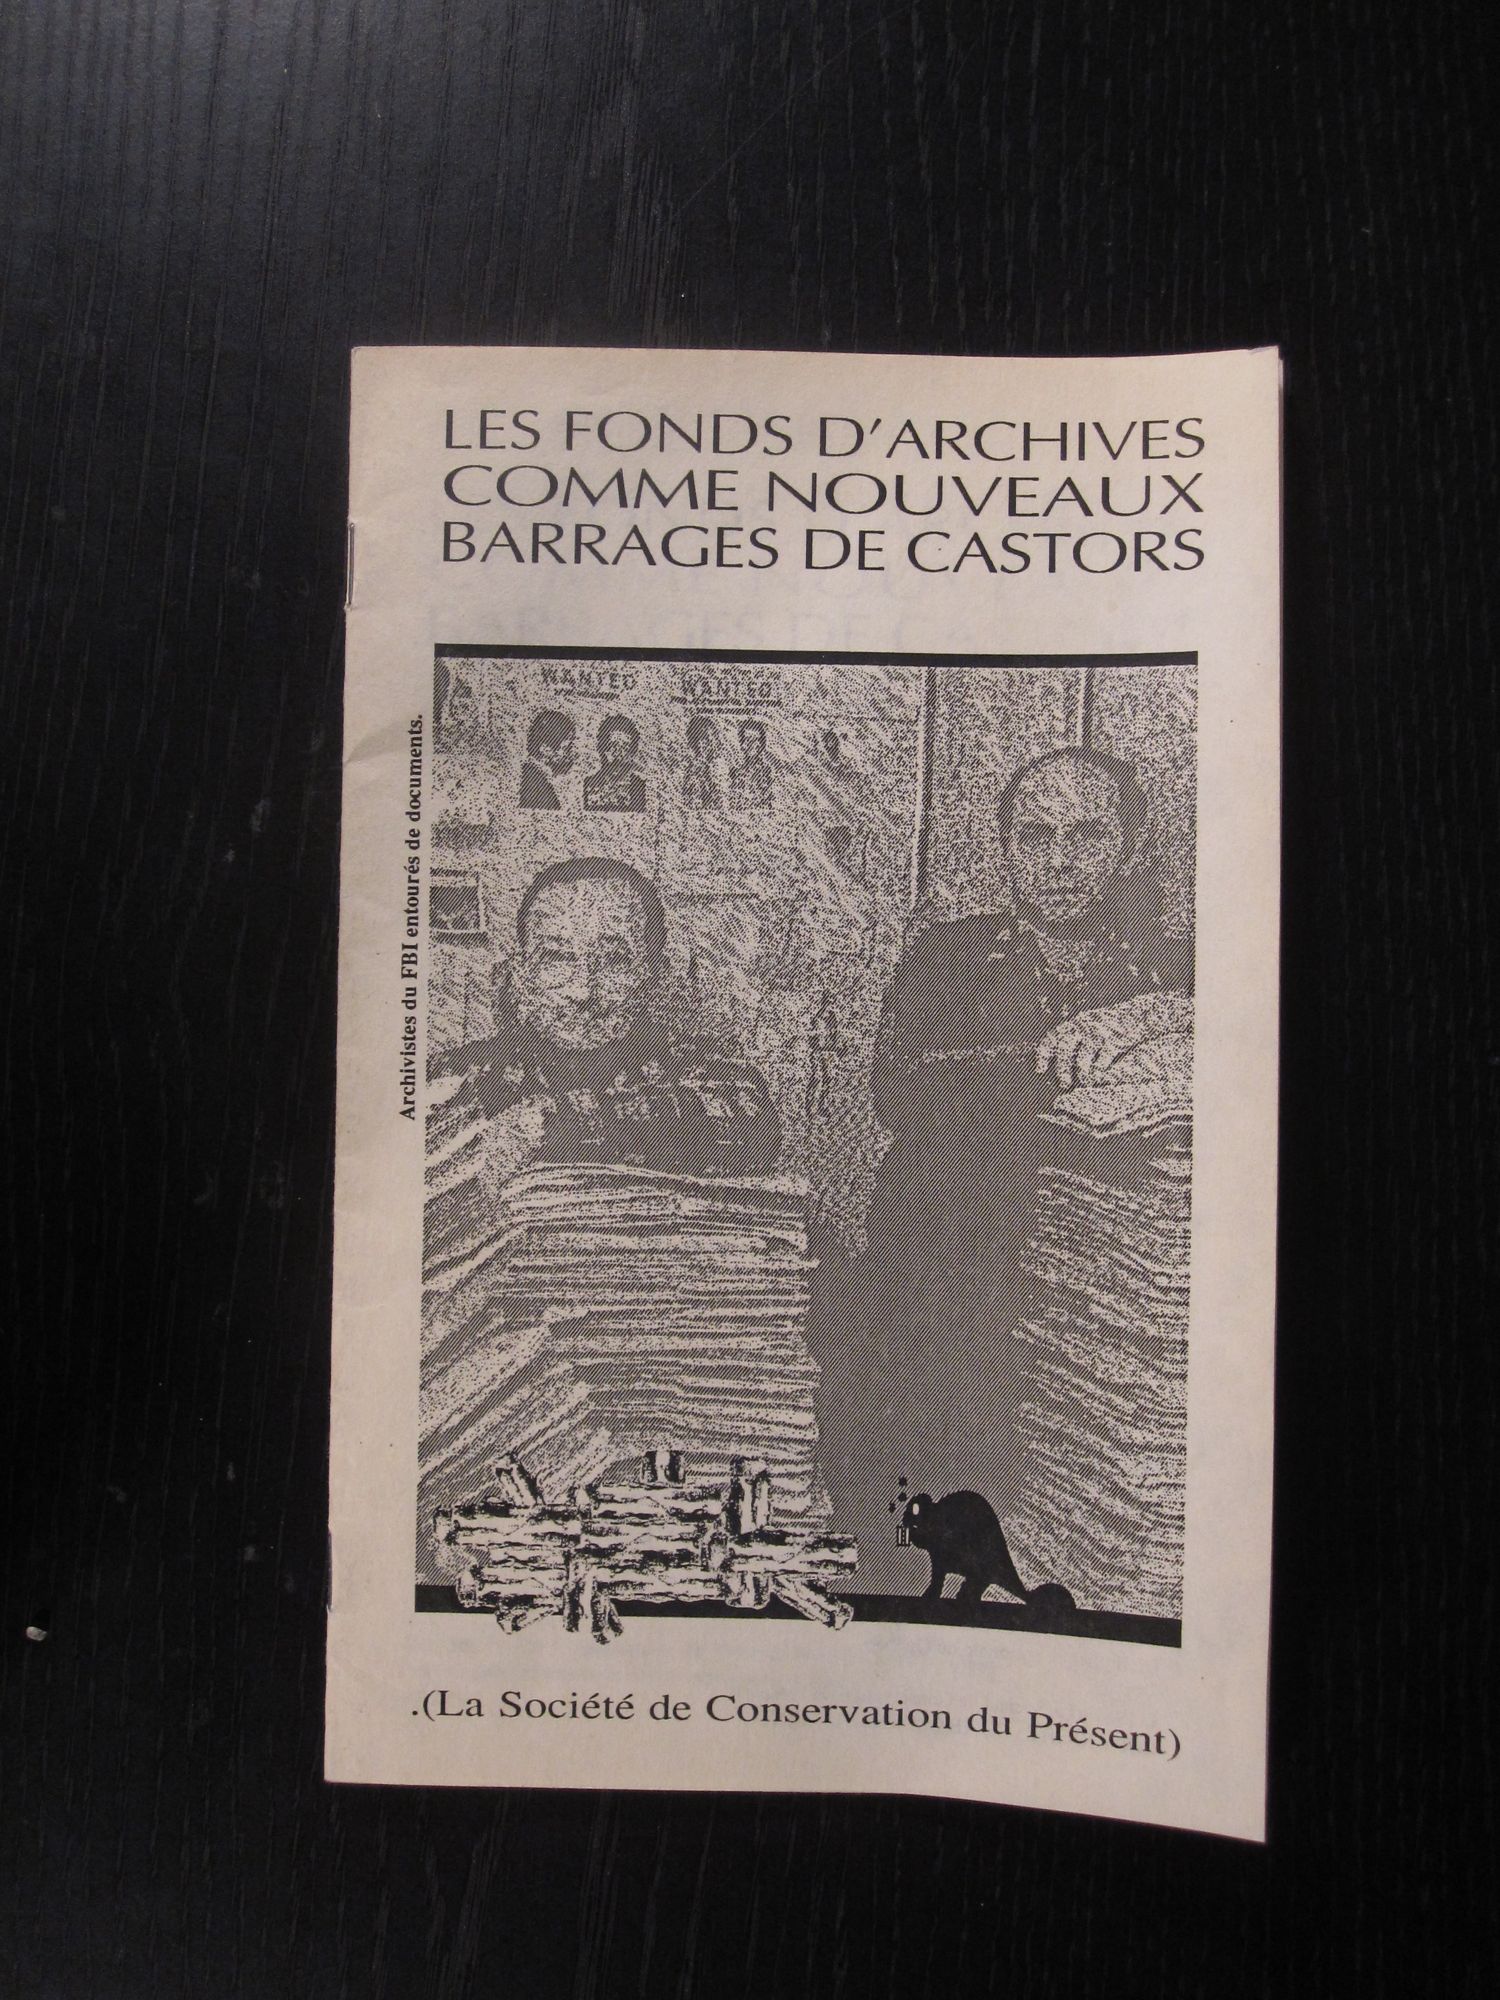 LES FONDS D'ARCHIVES
COMME NOUVEAUX
BARRAGES DE CASTORS
WANTED
WANTED
Archivistes du FBI entourés de documents.
.(La Société de Conservation du Présent)